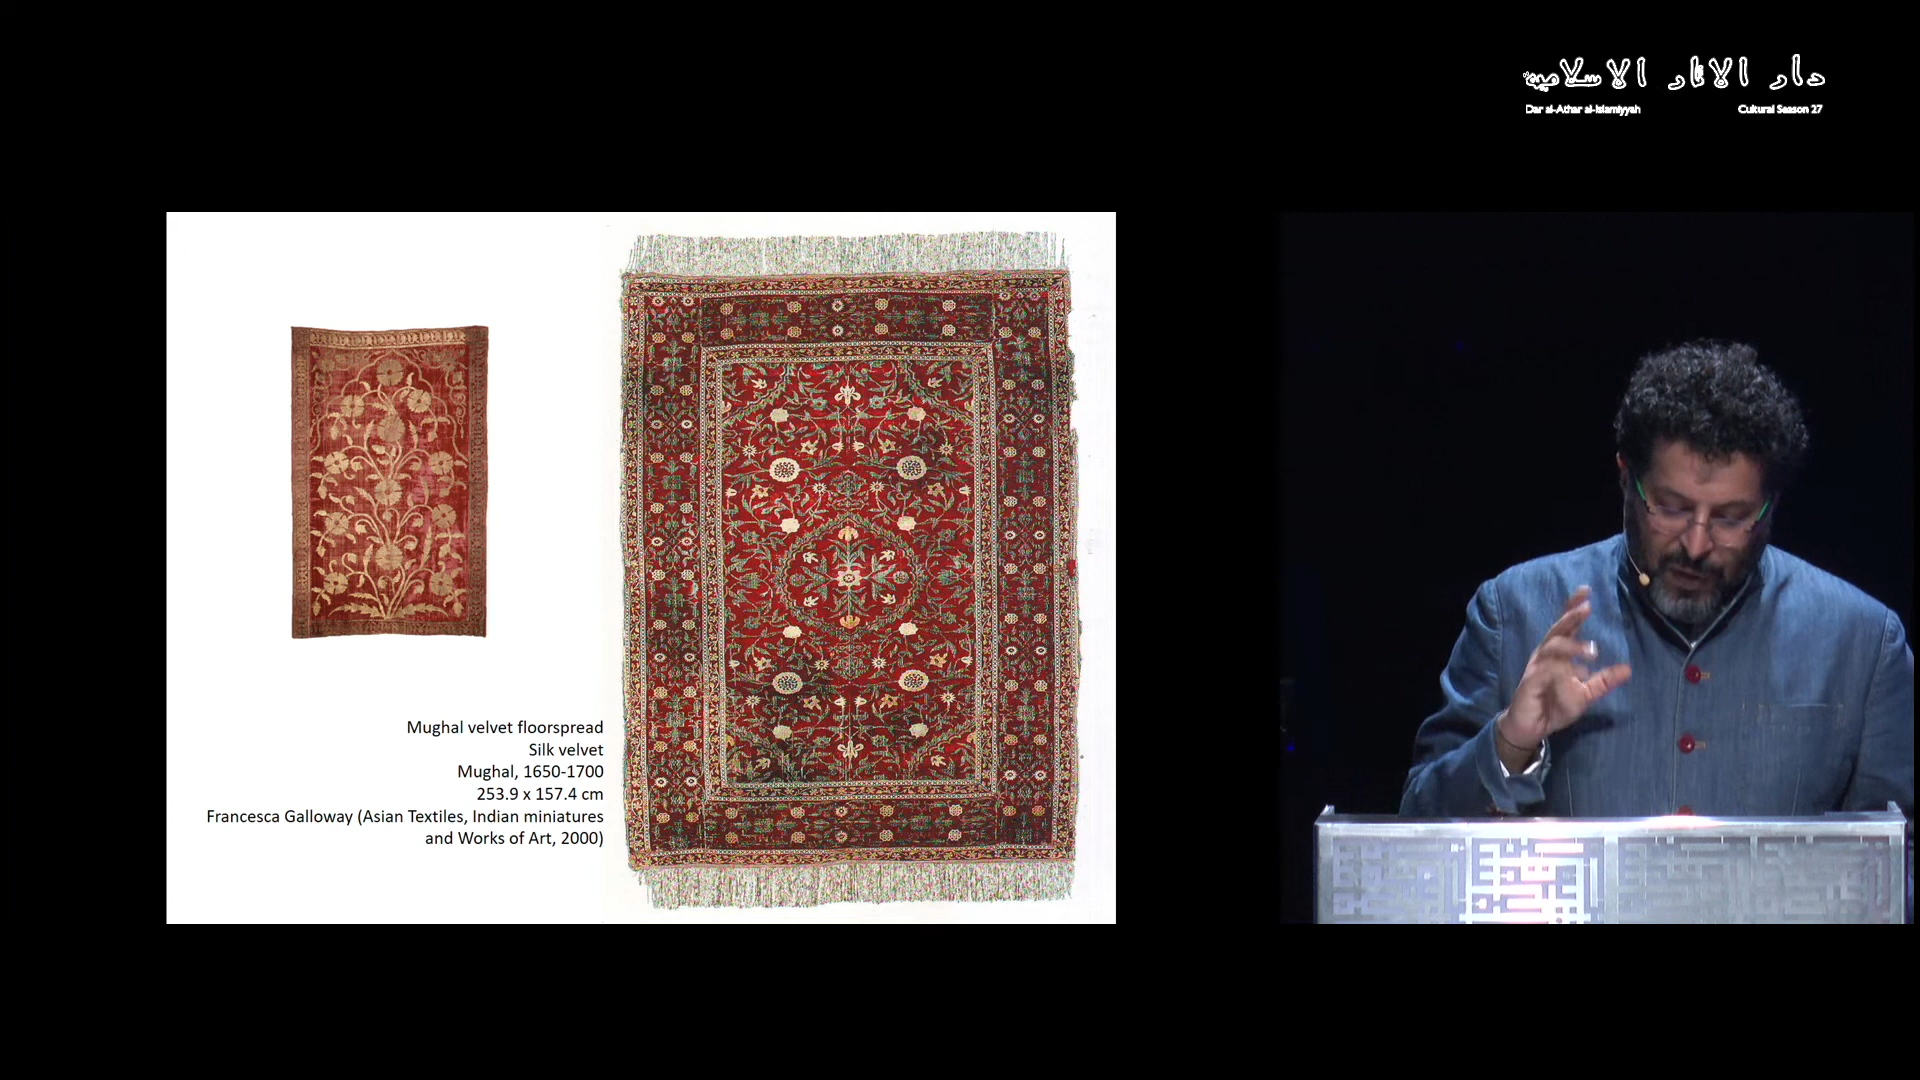 دار الآثار الإسلامية
Dar al-Athar al-Islamiyyah
Cultural Season 27
Mughal velvet floorspread
Silk velvet
Mughal, 1650-1700
253.9 x 157.4 cm
Francesca Galloway (Asian Textiles, Indian miniatures
and Works of Art, 2000)